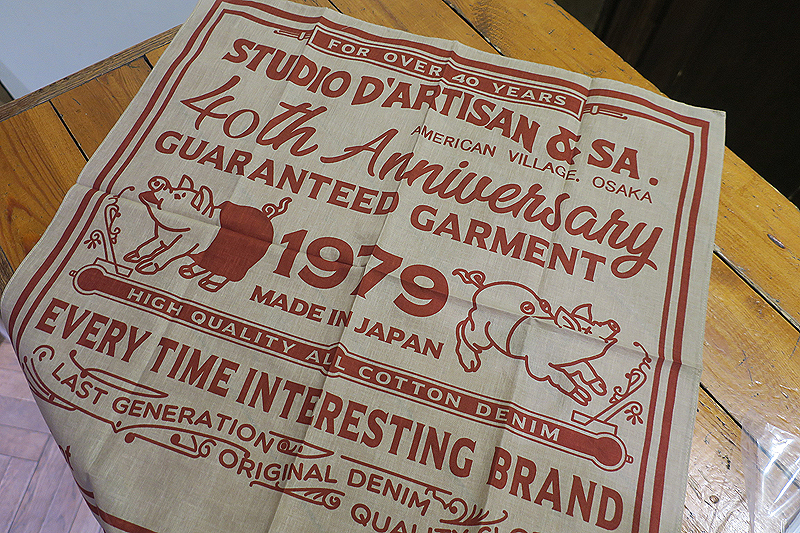 FOR OVER 40 YEARS
STUDIO D'ARTISAN & SA.
AMERICAN VILLAGE. OSAKA
40th Anniversary
GUARANTEED GARMENT
1979
MADE IN JAPAN
HIGH QUALITY ALL COTTON DENIM
EVERY TIME INTERESTING BRAND
LAST GENERATION
ORIGINAL DENIM
QUALITY